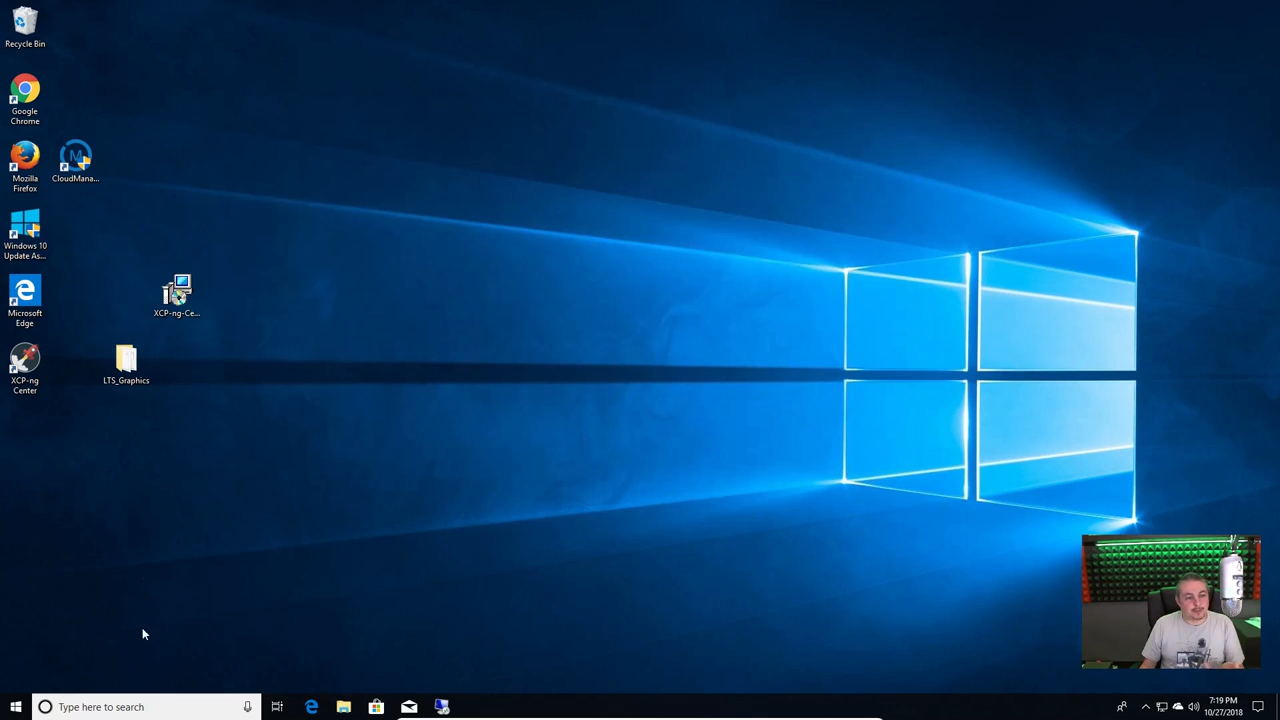 Recycle Bin
Google
Chrome
Mozilla
Firefox
CloudMana...
Windows 10
Update As...
Microsoft
Edge
XCP-ng-Ce...
XCP-ng
Center
LTS_Graphics
Type here to search
7:19 PM
10/27/2018